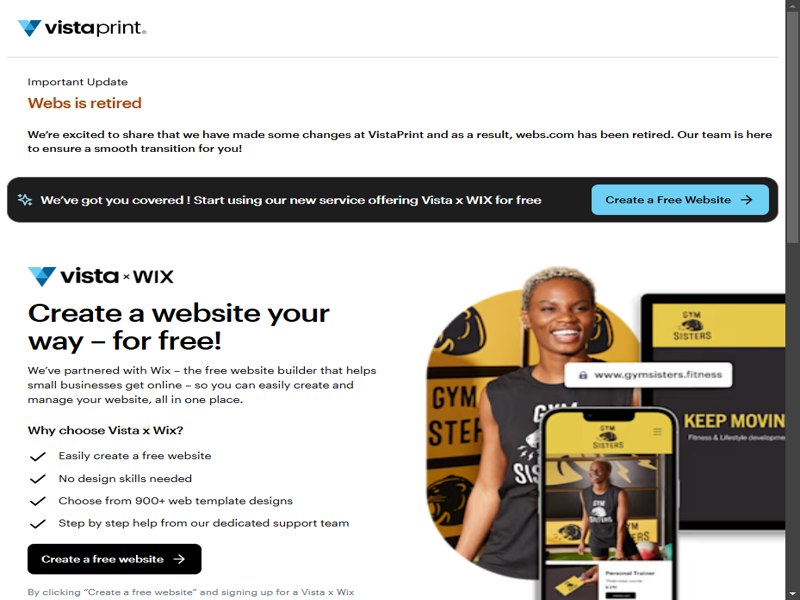 vistaprint.
Important Update
Webs is retired
We're excited to share that we have made some changes at VistaPrint and as a result, webs.com has been retired. Our team is here
to ensure a smooth transition for you!
We've got you covered ! Start using our new service offering Vista x WIX for free
Create a Free Website →
vista × WIX
Create a website your
way – for free!
We've partnered with Wix – the free website builder that helps
small businesses get online – so you can easily create and
manage your website, all in one place.
Why choose Vista x Wix?
Easily create a free website
No design skills needed
Choose from 900+ web template designs
Step by step help from our dedicated support team
Create a free website →
By clicking "Create a free website" and signing up for a Vista x Wix
GYM
SISTERS
www.gymsisters.fitness
KEEP MOVIN
Fitness & Lifestyle developme
GYM
STER
GYM
SIS
GYM
SISTERS
GYM
SISTERS
Personal Trainer